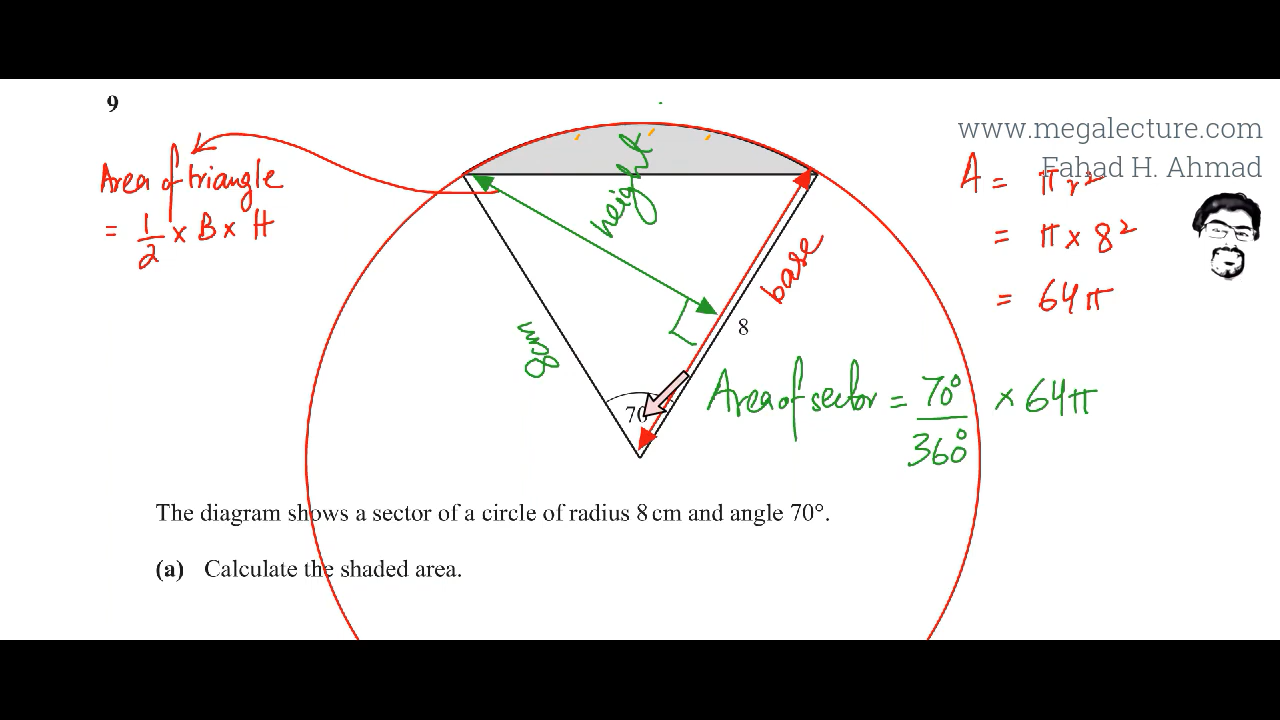 9
www.megalecture.com
Fahad H. Ahmad
Area of triangle
= 1/2 × B × H
height
base
8cm
8
70
A = πr²
= π × 8²
= 64π
Area of sector = 70°/360° × 64π
The diagram shows a sector of a circle of radius 8 cm and angle 70°.
(a) Calculate the shaded area.